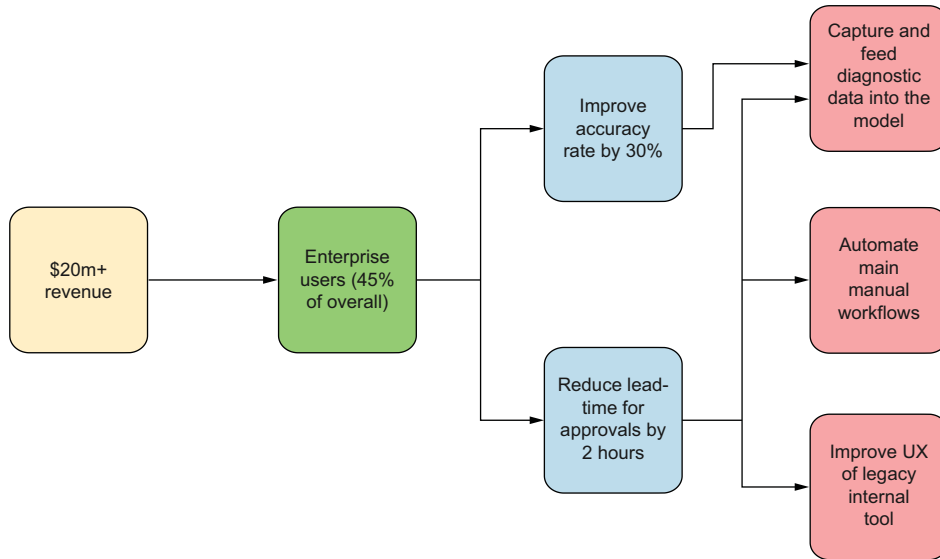 $20m+
revenue
Enterprise
users (45%
of overall)
Improve
accuracy
rate by 30%
Reduce lead-
time for
approvals by
2 hours
Capture and
feed
diagnostic
data into the
model
Automate
main
manual
workflows
Improve UX
of legacy
internal
tool